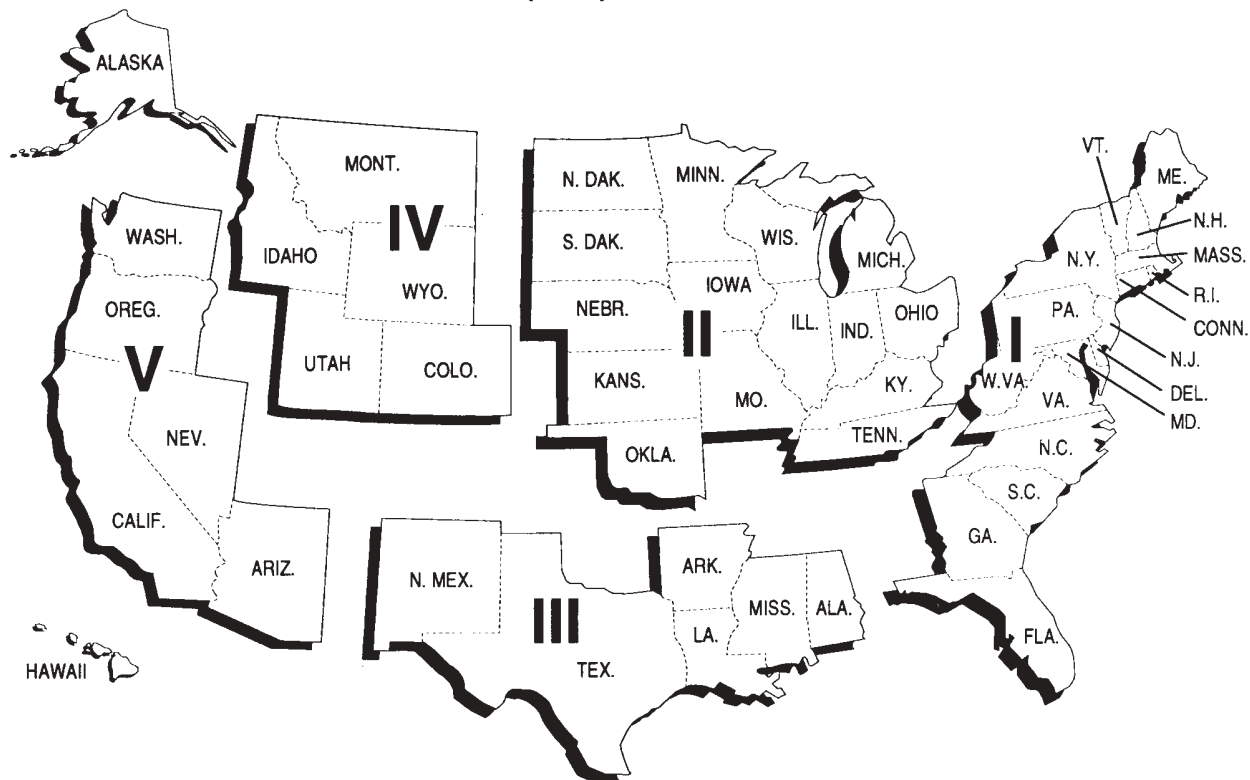 ALASKA
WASH.
OREG.
V
NEV.
CALIF.
ARIZ.
HAWAII
MONT.
IV
IDAHO
WYO.
UTAH
COLO.
N. DAK.
MINN.
S. DAK.
WIS.
MICH.
NEBR.
IOWA
II
ILL.
IND.
OHIO
KANS.
MO.
KY.
OKLA.
TENN.
N. MEX.
III
TEX.
ARK.
LA.
MISS.
ALA.
VT.
ME.
N.H.
MASS.
N.Y.
R.I.
CONN.
PA.
I
N.J.
DEL.
MD.
W.VA.
VA.
N.C.
S.C.
GA.
FLA.